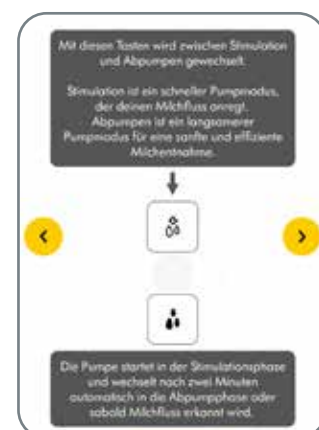 Mit diesen Tasten wird zwischen Stimulation
und Abpumpen gewechselt.
Stimulation ist ein schneller Pumpmodus,
der deinen Milchfluss anregt.
Abpumpen ist ein langsamerer
Pumpmodus für eine sanfte und effiziente
Milchentnahme.
Die Pumpe startet in der Stimulationsphase
und wechselt nach zwei Minuten
automatisch in die Abpumpphase oder
sobald Milchfluss erkannt wird.